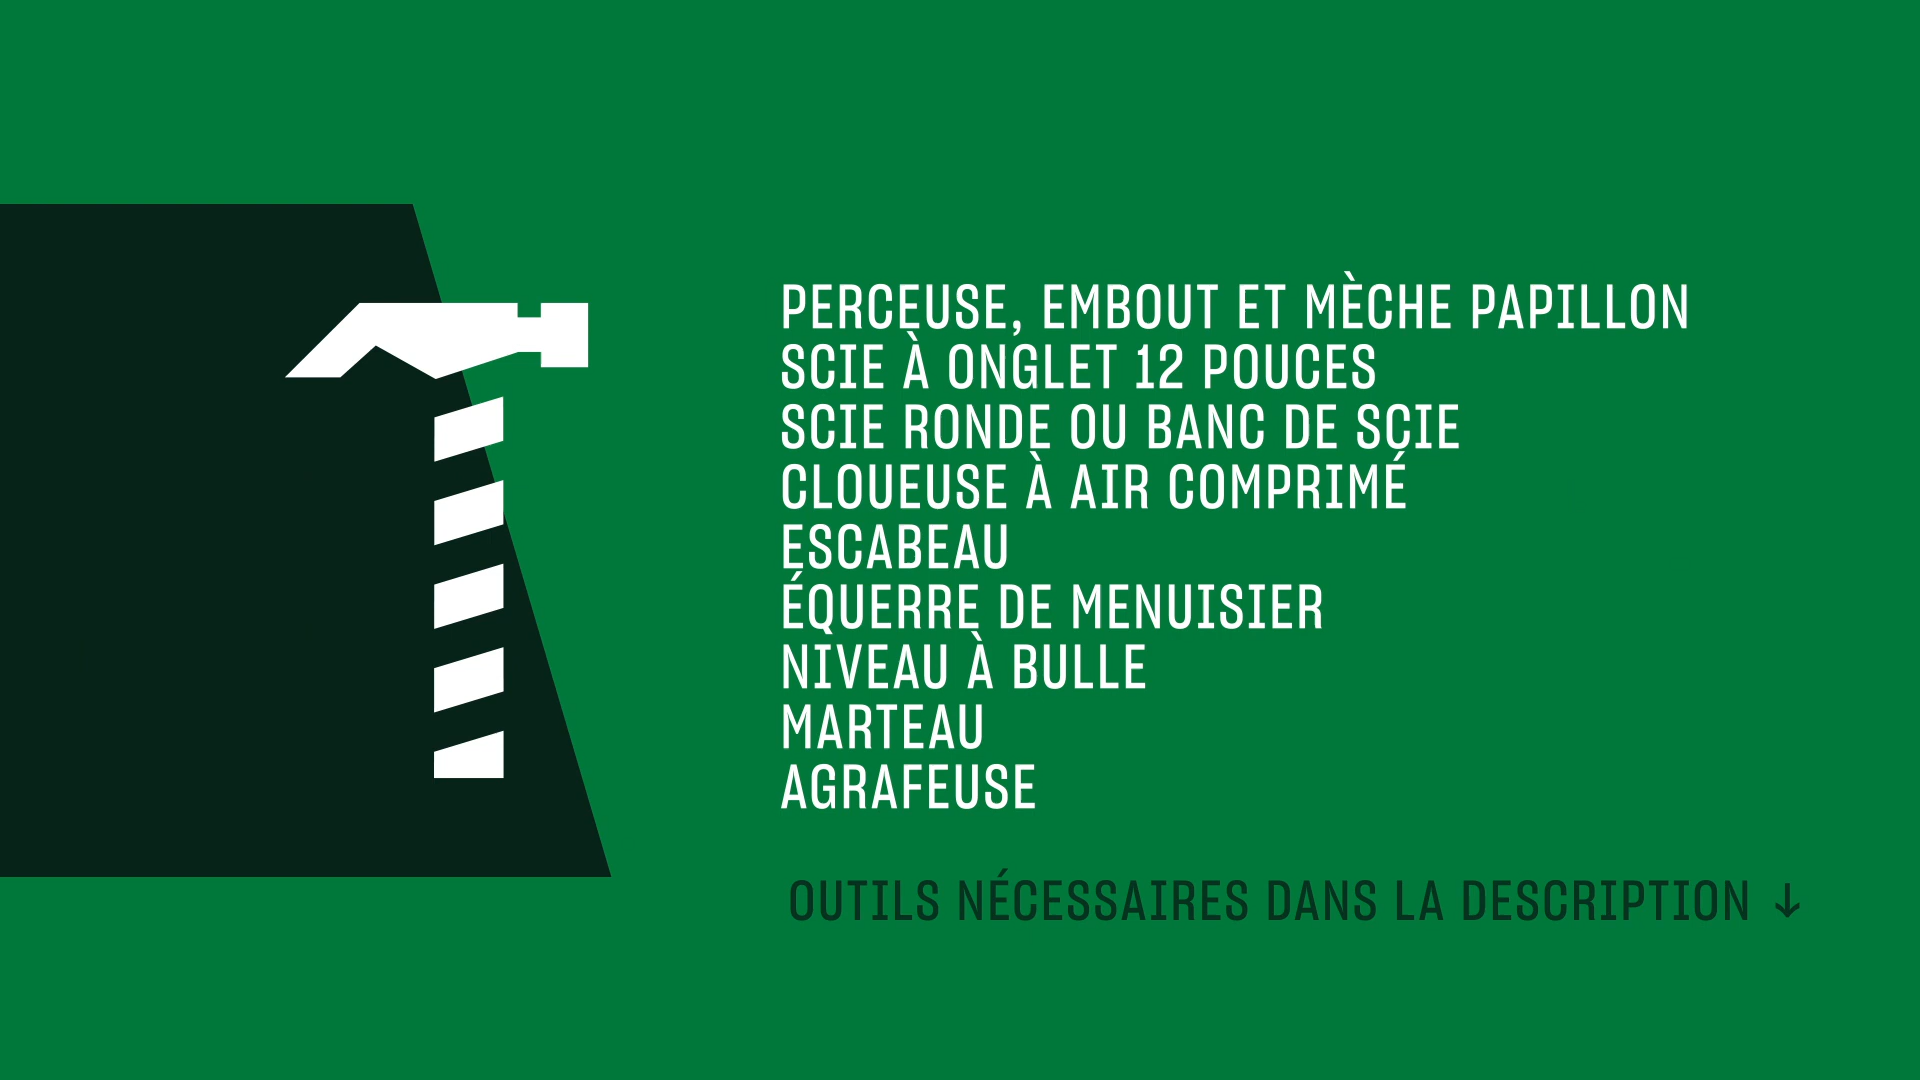 PERCEUSE, EMBOUT ET MÈCHE PAPILLON
SCIE À ONGLET 12 POUCES
SCIE RONDE OU BANC DE SCIE
CLOUEUSE À AIR COMPRIMÉ
ESCABEAU
ÉQUERRE DE MENUISIER
NIVEAU À BULLE
MARTEAU
AGRAFEUSE
OUTILS NÉCESSAIRES DANS LA DESCRIPTION ↓